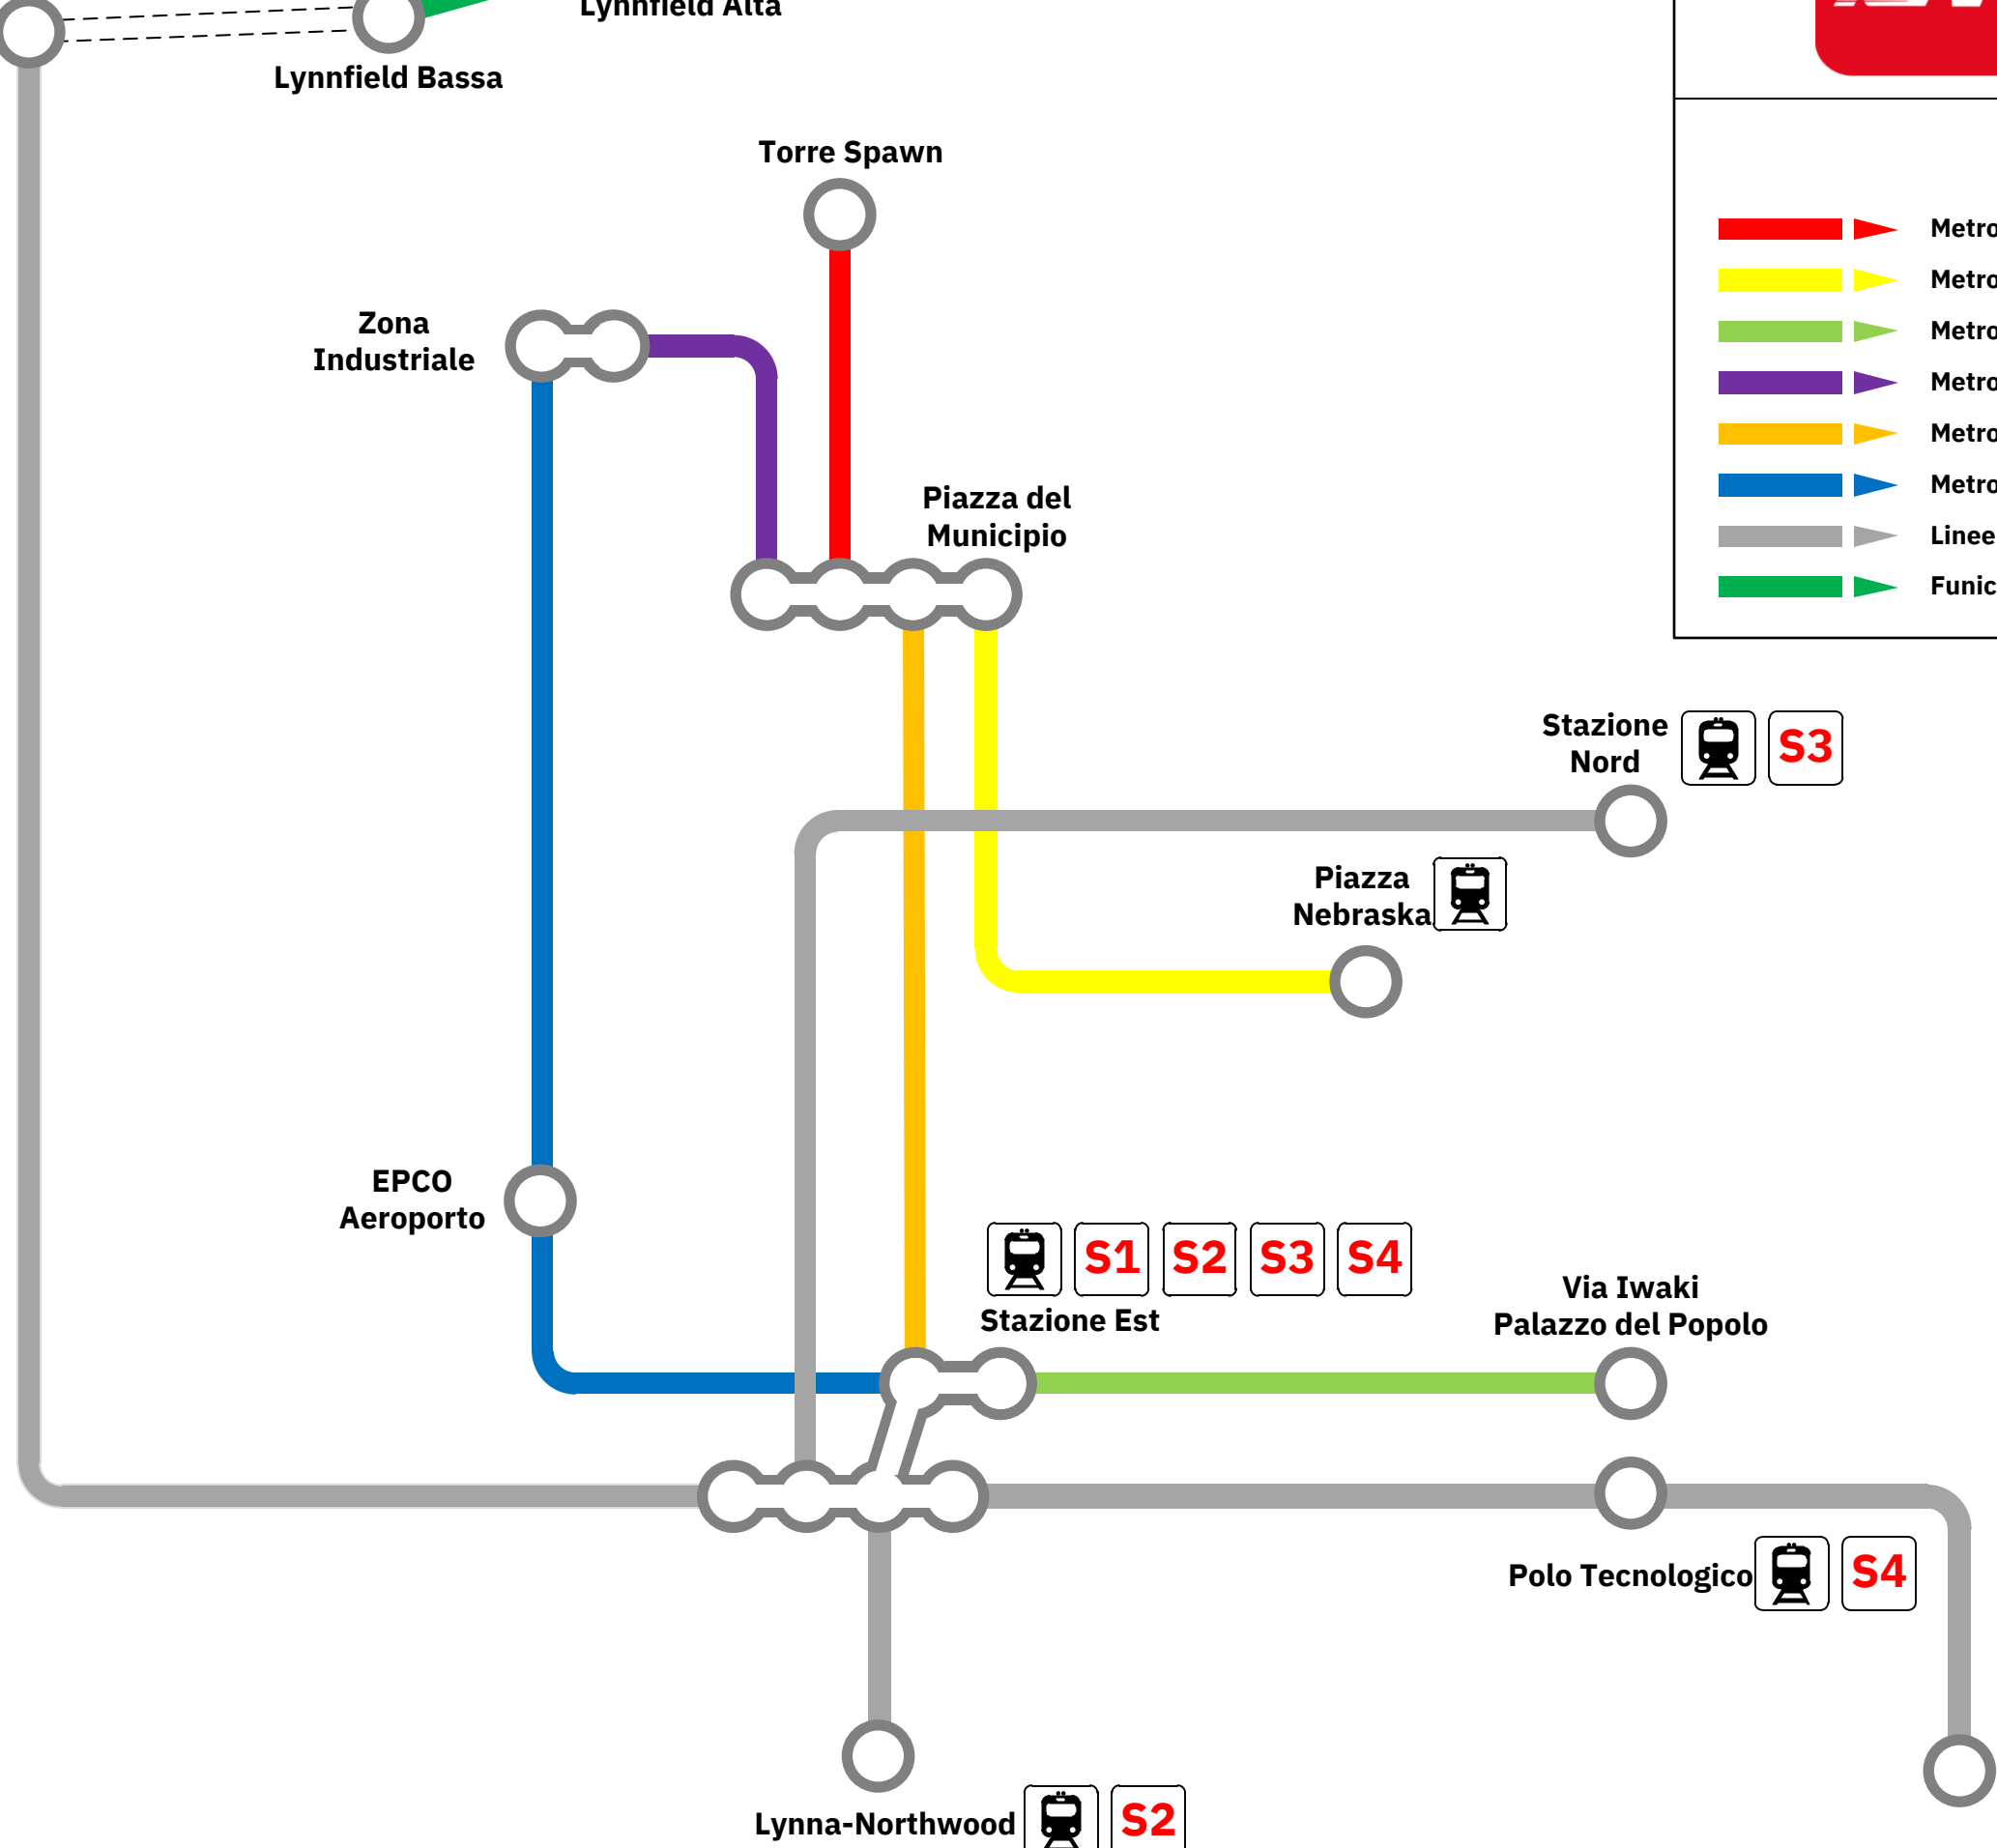 Lynnfield Alta
Lynnfield Bassa
Torre Spawn
Zona
Industriale
Piazza del
Municipio
Metro
Metro
Metro
Metro
Metro
Metro
Linee
Funic
Stazione
Nord
S3
Piazza
Nebraska
EPCO
Aeroporto
S1 S2 S3 S4
Stazione Est
Via Iwaki
Palazzo del Popolo
Polo Tecnologico
S4
Lynna-Northwood
S2